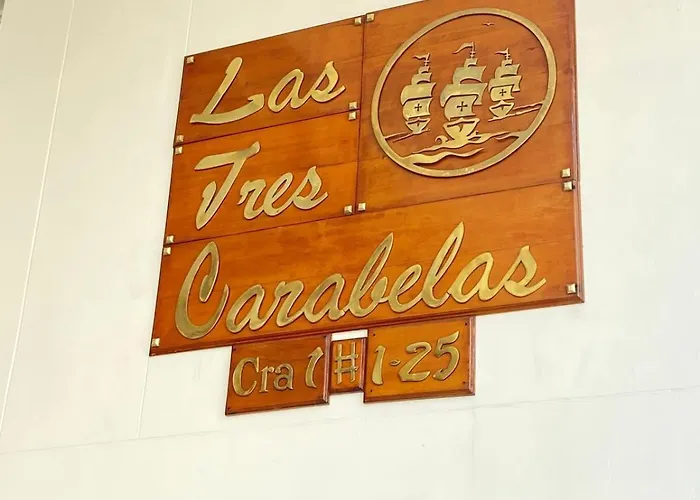 Las
Tres
Carabelas
Cra 1 # 1-25